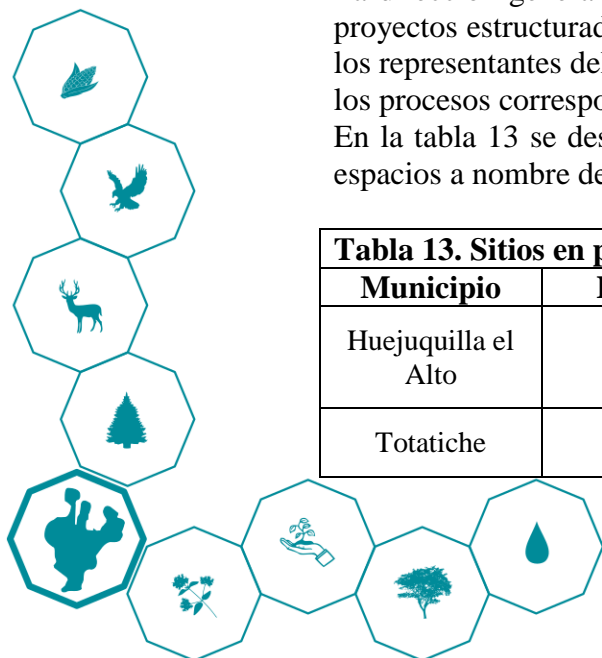 proyectos estructurad
los representantes del
los procesos correspo
En la tabla 13 se des
espacios a nombre de
Tabla 13. Sitios en p
Municipio
Huejuquilla el
Alto
Totatiche